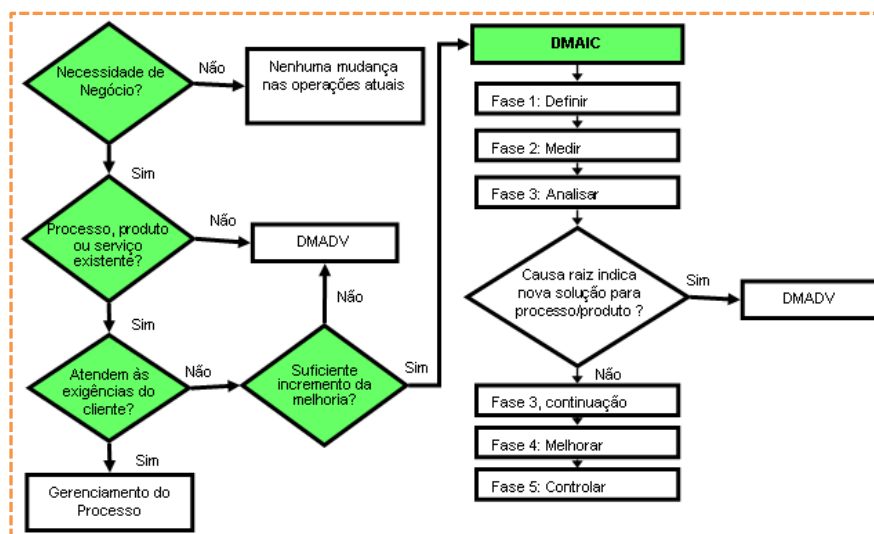 Necessidade de
Negócio?
Não
Nenhuma mudança
nas operações atuais
Sim
Processo, produto
ou serviço
existente?
Não
DMADV
Sim
Não
Atendem às
exigências do
cliente?
Não
Suficiente
incremento da
melhoria?
Sim
Sim
Gerenciamento do
Processo
DMAIC
Fase 1: Definir
Fase 2: Medir
Fase 3: Analisar
Causa raiz indica
nova solução para
processo/produto ?
Sim
DMADV
Não
Fase 3, continuação
Fase 4: Melhorar
Fase 5: Controlar